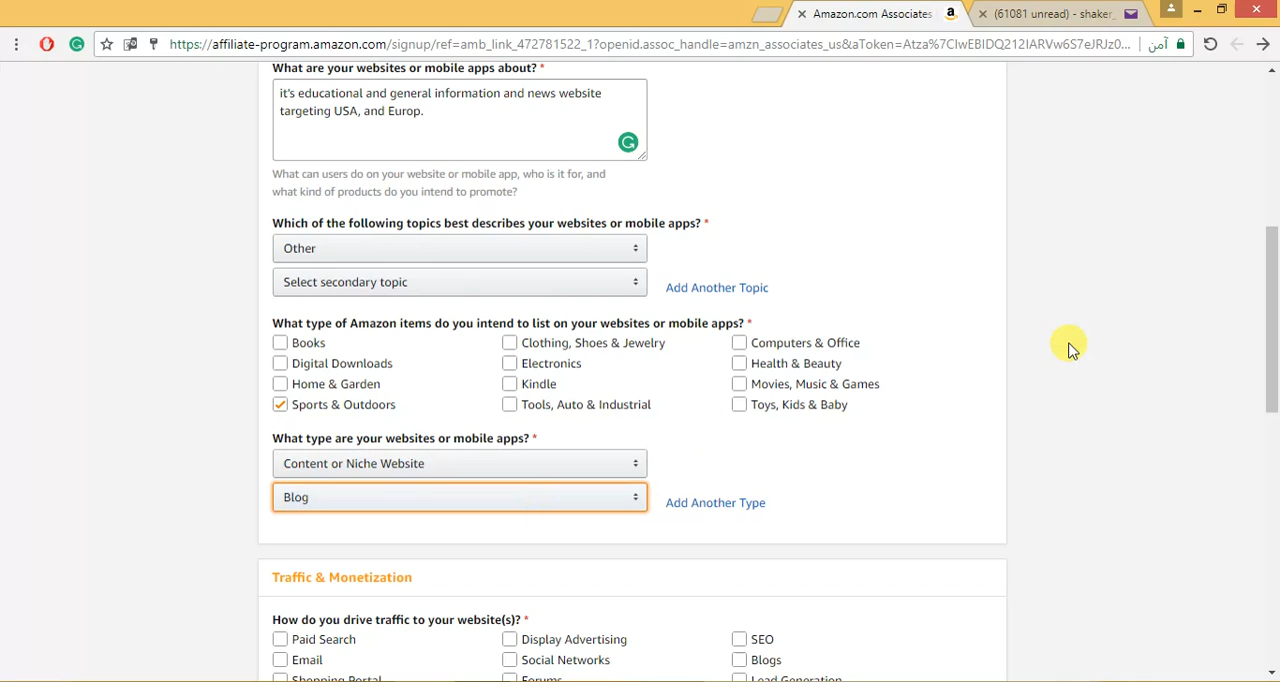 Amazon.com Associates
(61081 unread) - shaker_
https://affiliate-program.amazon.com/signup/ref=amb_link_472781522_1?openid.assoc_handle=amzn_associates_us&aToken=Atza%7CIwEBIDQ212IARVw6S7eJRJz0... آمن
What are your websites or mobile apps about? *
it's educational and general information and news website
targeting USA, and Europ.
What can users do on your website or mobile app, who is it for, and
what kind of products do you intend to promote?
Which of the following topics best describes your websites or mobile apps? *
Other
Select secondary topic
Add Another Topic
What type of Amazon items do you intend to list on your websites or mobile apps? *
Books Clothing, Shoes & Jewelry Computers & Office
Digital Downloads Electronics Health & Beauty
Home & Garden Kindle Movies, Music & Games
Sports & Outdoors Tools, Auto & Industrial Toys, Kids & Baby
What type are your websites or mobile apps? *
Content or Niche Website
Blog
Add Another Type
Traffic & Monetization
How do you drive traffic to your website(s)? *
Paid Search Display Advertising SEO
Email Social Networks Blogs
Shopping Portal Forums Lead Generation